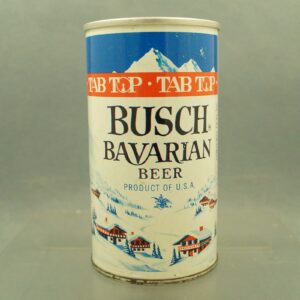 TAB TOP • TAB TOP •
BUSCH®
BAVARIAN
BEER
PRODUCT OF U.S.A.